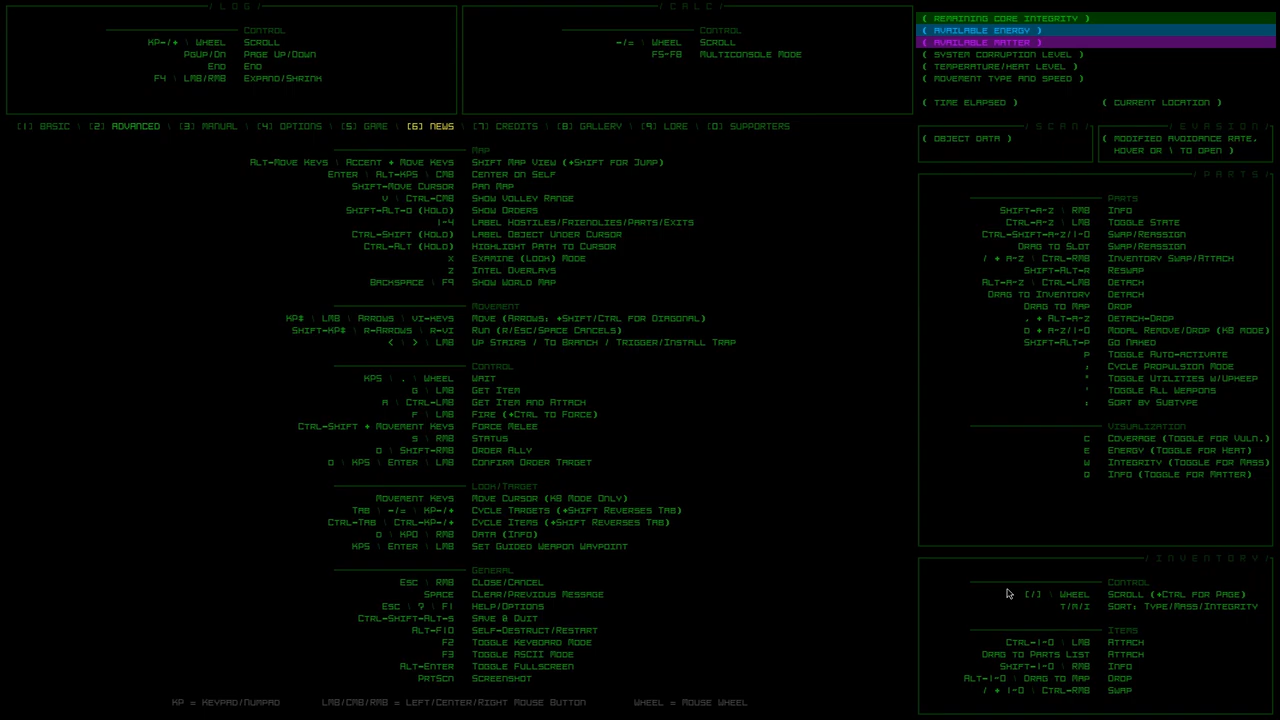 / LOG /
CONTROL
KP-/+ \ WHEEL SCROLL
PGUP/DN PAGE UP/DOWN
END END
F4 \ LMB/RMB EXPAND/SHRINK
/ CALC /
CONTROL
-/= \ WHEEL SCROLL
F5-F8 MULTICONSOLE MODE
( REMAINING CORE INTEGRITY )
( AVAILABLE ENERGY )
( AVAILABLE MATTER )
( SYSTEM CORRUPTION LEVEL )
( TEMPERATURE/HEAT LEVEL )
( MOVEMENT TYPE AND SPEED )
( TIME ELAPSED ) ( CURRENT LOCATION )
[1] BASIC \ [2] ADVANCED \ [3] MANUAL \ [4] OPTIONS \ [5] GAME \ [6] NEWS \ [7] CREDITS \ [8] GALLERY \ [9] LORE \ [0] SUPPORTERS
/ SCAN /
( OBJECT DATA )
/ EVASION /
( MODIFIED AVOIDANCE RATE,
HOVER OR \ TO OPEN )
MAP
ALT-MOVE KEYS \ ACCENT + MOVE KEYS SHIFT MAP VIEW (+SHIFT FOR JUMP)
ENTER \ ALT-KP5 \ CMB CENTER ON SELF
SHIFT-MOVE CURSOR PAN MAP
V \ CTRL-CMB SHOW VOLLEY RANGE
SHIFT-ALT-O (HOLD) SHOW ORDERS
1-4 LABEL HOSTILES/FRIENDLIES/PARTS/EXITS
CTRL-SHIFT (HOLD) LABEL OBJECT UNDER CURSOR
CTRL-ALT (HOLD) HIGHLIGHT PATH TO CURSOR
X EXAMINE (LOOK) MODE
Z INTEL OVERLAYS
BACKSPACE \ F9 SHOW WORLD MAP
MOVEMENT
KP# \ LMB \ ARROWS \ VI-KEYS MOVE (ARROWS: +SHIFT/CTRL FOR DIAGONAL)
SHIFT-KP# \ R-ARROWS \ R-VI RUN (R/ESC/SPACE CANCELS)
< \ > \ LMB UP STAIRS / TO BRANCH / TRIGGER/INSTALL TRAP
CONTROL
KP5 \ . \ WHEEL WAIT
G \ LMB GET ITEM
A \ CTRL-LMB GET ITEM AND ATTACH
F \ LMB FIRE (+CTRL TO FORCE)
CTRL-SHIFT + MOVEMENT KEYS FORCE MELEE
S \ RMB STATUS
O \ SHIFT-RMB ORDER ALLY
O \ KP5 \ ENTER \ LMB CONFIRM ORDER TARGET
LOOK/TARGET
MOVEMENT KEYS MOVE CURSOR (KB MODE ONLY)
TAB \ -/= \ KP-/+ CYCLE TARGETS (+SHIFT REVERSES TAB)
CTRL-TAB \ CTRL-KP-/+ CYCLE ITEMS (+SHIFT REVERSES TAB)
D \ KP0 \ RMB DATA (INFO)
KP5 \ ENTER \ LMB SET GUIDED WEAPON WAYPOINT
GENERAL
ESC \ RMB CLOSE/CANCEL
SPACE CLEAR/PREVIOUS MESSAGE
ESC \ ? \ F1 HELP/OPTIONS
CTRL-SHIFT-ALT-S SAVE & QUIT
ALT-F10 SELF-DESTRUCT/RESTART
F2 TOGGLE KEYBOARD MODE
F3 TOGGLE ASCII MODE
ALT-ENTER TOGGLE FULLSCREEN
PRTSCN SCREENSHOT
KP = KEYPAD/NUMPAD LMB/CMB/RMB = LEFT/CENTER/RIGHT MOUSE BUTTON WHEEL = MOUSE WHEEL
/ PARTS /
PARTS
SHIFT-A-Z \ RMB INFO
CTRL-A-Z \ LMB TOGGLE STATE
CTRL-SHIFT-A-Z/1-0 SWAP/REASSIGN
DRAG TO SLOT SWAP/REASSIGN
/ + A-Z \ CTRL-RMB INVENTORY SWAP/ATTACH
SHIFT-ALT-R RESWAP
ALT-A-Z \ CTRL-LMB DETACH
DRAG TO INVENTORY DETACH
DRAG TO MAP DROP
, + ALT-A-Z DETACH-DROP
D + A-Z/1-0 MODAL REMOVE/DROP (KB MODE)
SHIFT-ALT-P GO NAKED
P TOGGLE AUTO-ACTIVATE
; CYCLE PROPULSION MODE
" TOGGLE UTILITIES W/UPKEEP
' TOGGLE ALL WEAPONS
: SORT BY SUBTYPE
VISUALIZATION
C COVERAGE (TOGGLE FOR VULN.)
E ENERGY (TOGGLE FOR HEAT)
W INTEGRITY (TOGGLE FOR MASS)
Q INFO (TOGGLE FOR MATTER)
/ INVENTORY /
CONTROL
[/] \ WHEEL SCROLL (+CTRL FOR PAGE)
T/M/I SORT: TYPE/MASS/INTEGRITY
ITEMS
CTRL-1-0 \ LMB ATTACH
DRAG TO PARTS LIST ATTACH
SHIFT-1-0 \ RMB INFO
ALT-1-0 \ DRAG TO MAP DROP
/ + 1-0 \ CTRL-RMB SWAP